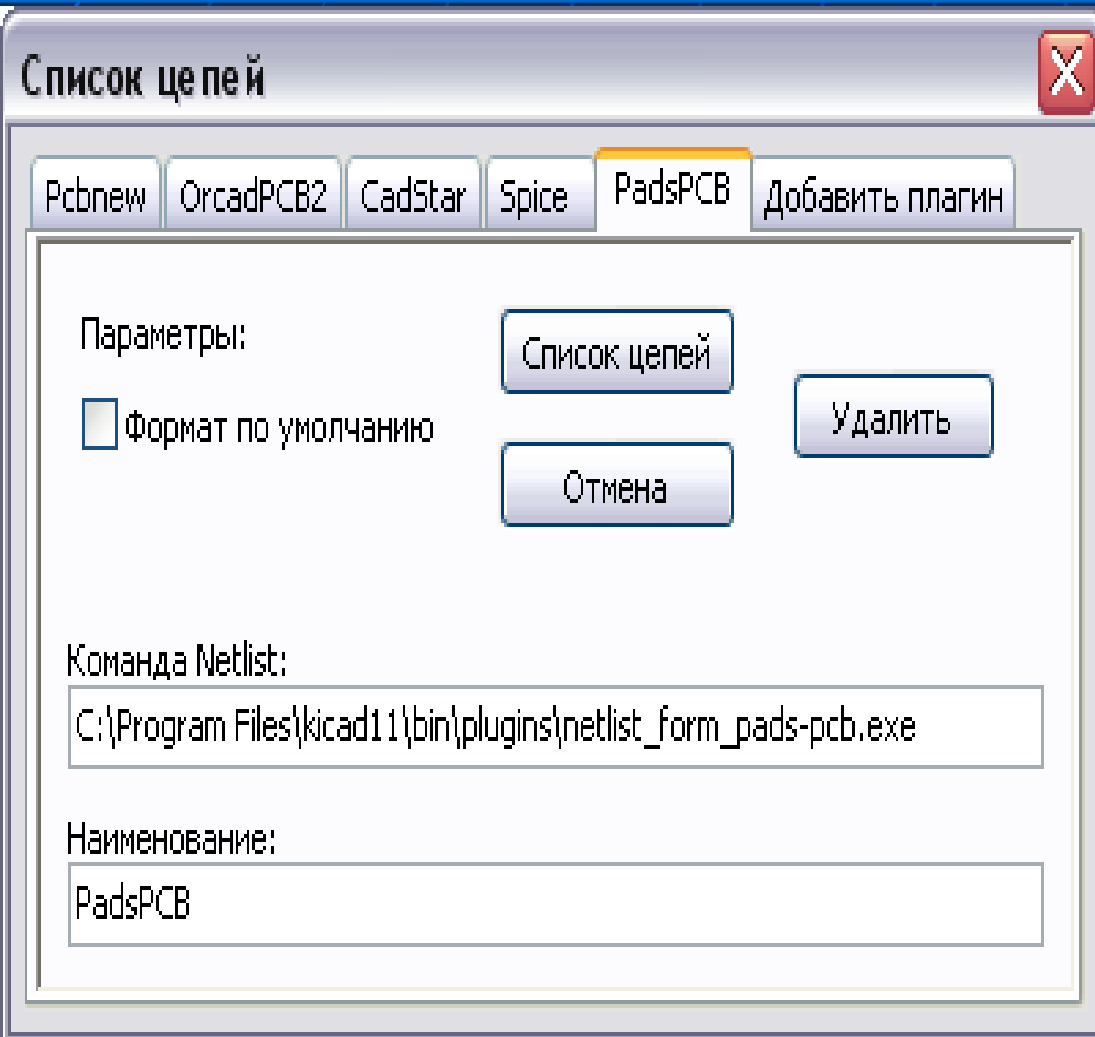 Список цепей
Pcbnew OrcadPCB2 CadStar Spice PadsPCB Добавить плагин
Параметры:
Список цепей
Удалить
Формат по умолчанию
Отмена
Команда Netlist:
C:\Program Files\kicad11\bin\plugins\netlist_form_pads-pcb.exe
Наименование:
PadsPCB